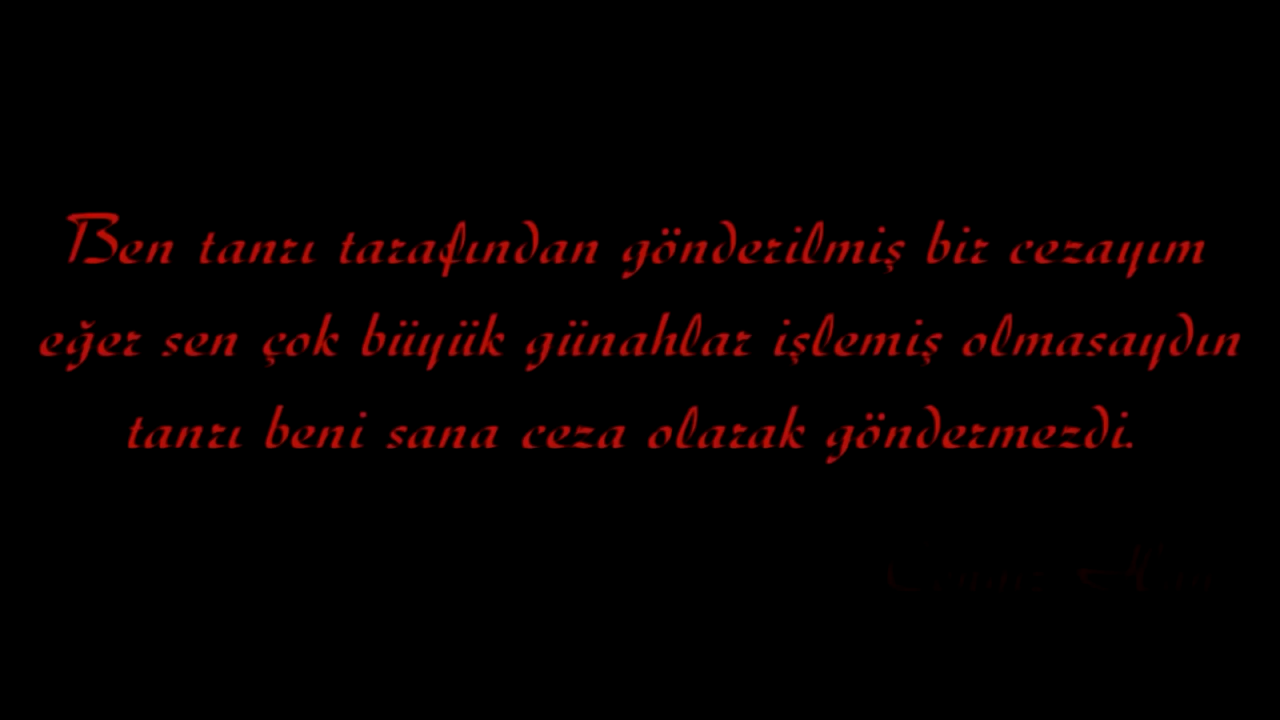 Ben tanrı tarafından gönderilmiş bir cezayım
eğer sen çok büyük günahlar işlemiş olmasaydın
tanrı beni sana ceza olarak göndermezdi.